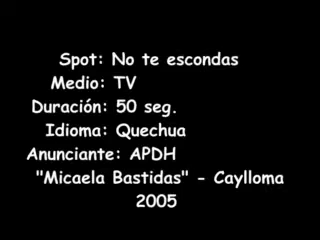 Spot: No te escondas
Medio: TV
Duración: 50 seg.
Idioma: Quechua
Anunciante: APDH
"Micaela Bastidas" - Caylloma
2005